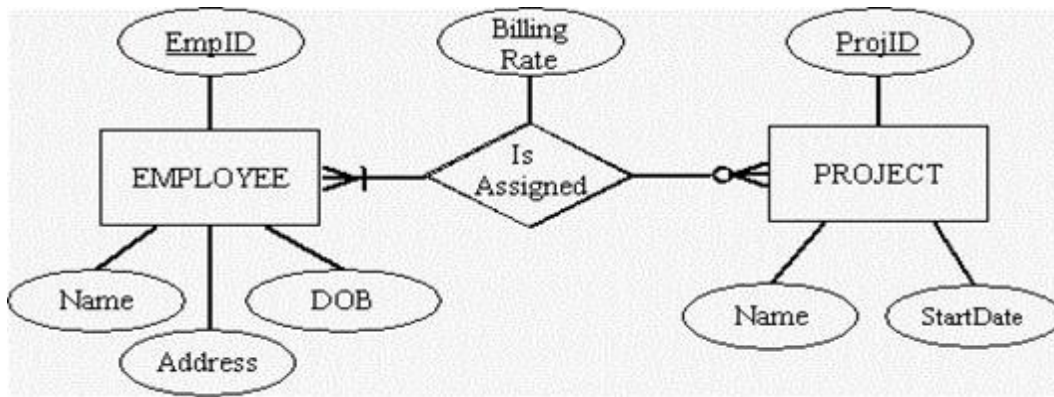 EmpID
Billing
Rate
ProjID
EMPLOYEE
Is
Assigned
PROJECT
Name
Address
DOB
Name
StartDate